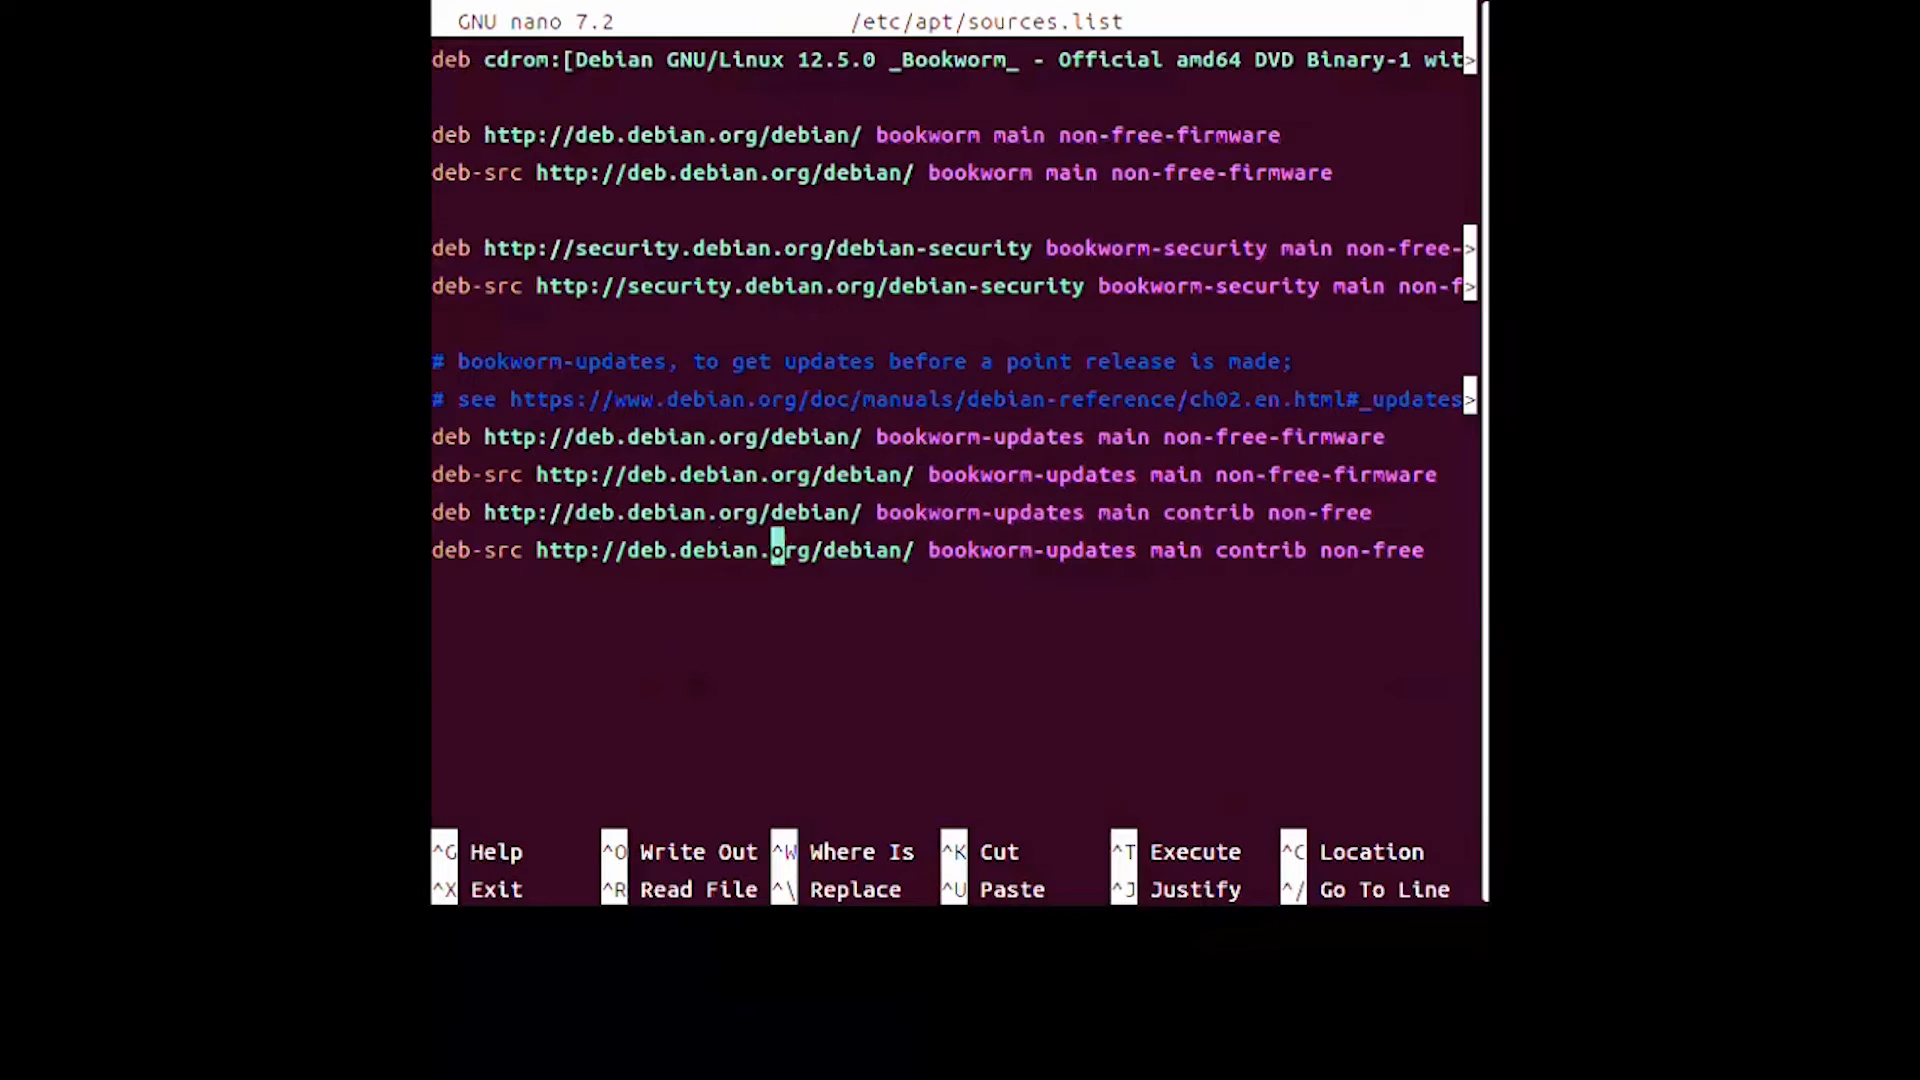 GNU nano 7.2 /etc/apt/sources.list
deb cdrom:[Debian GNU/Linux 12.5.0 _Bookworm_ - Official amd64 DVD Binary-1 wit>
deb http://deb.debian.org/debian/ bookworm main non-free-firmware
deb-src http://deb.debian.org/debian/ bookworm main non-free-firmware
deb http://security.debian.org/debian-security bookworm-security main non-free->
deb-src http://security.debian.org/debian-security bookworm-security main non-f>
# bookworm-updates, to get updates before a point release is made;
# see https://www.debian.org/doc/manuals/debian-reference/ch02.en.html#_updates>
deb http://deb.debian.org/debian/ bookworm-updates main non-free-firmware
deb-src http://deb.debian.org/debian/ bookworm-updates main non-free-firmware
deb http://deb.debian.org/debian/ bookworm-updates main contrib non-free
deb-src http://deb.debian.org/debian/ bookworm-updates main contrib non-free
^G Help ^O Write Out ^W Where Is ^K Cut ^T Execute ^C Location
^X Exit ^R Read File ^\ Replace ^U Paste ^J Justify ^/ Go To Line